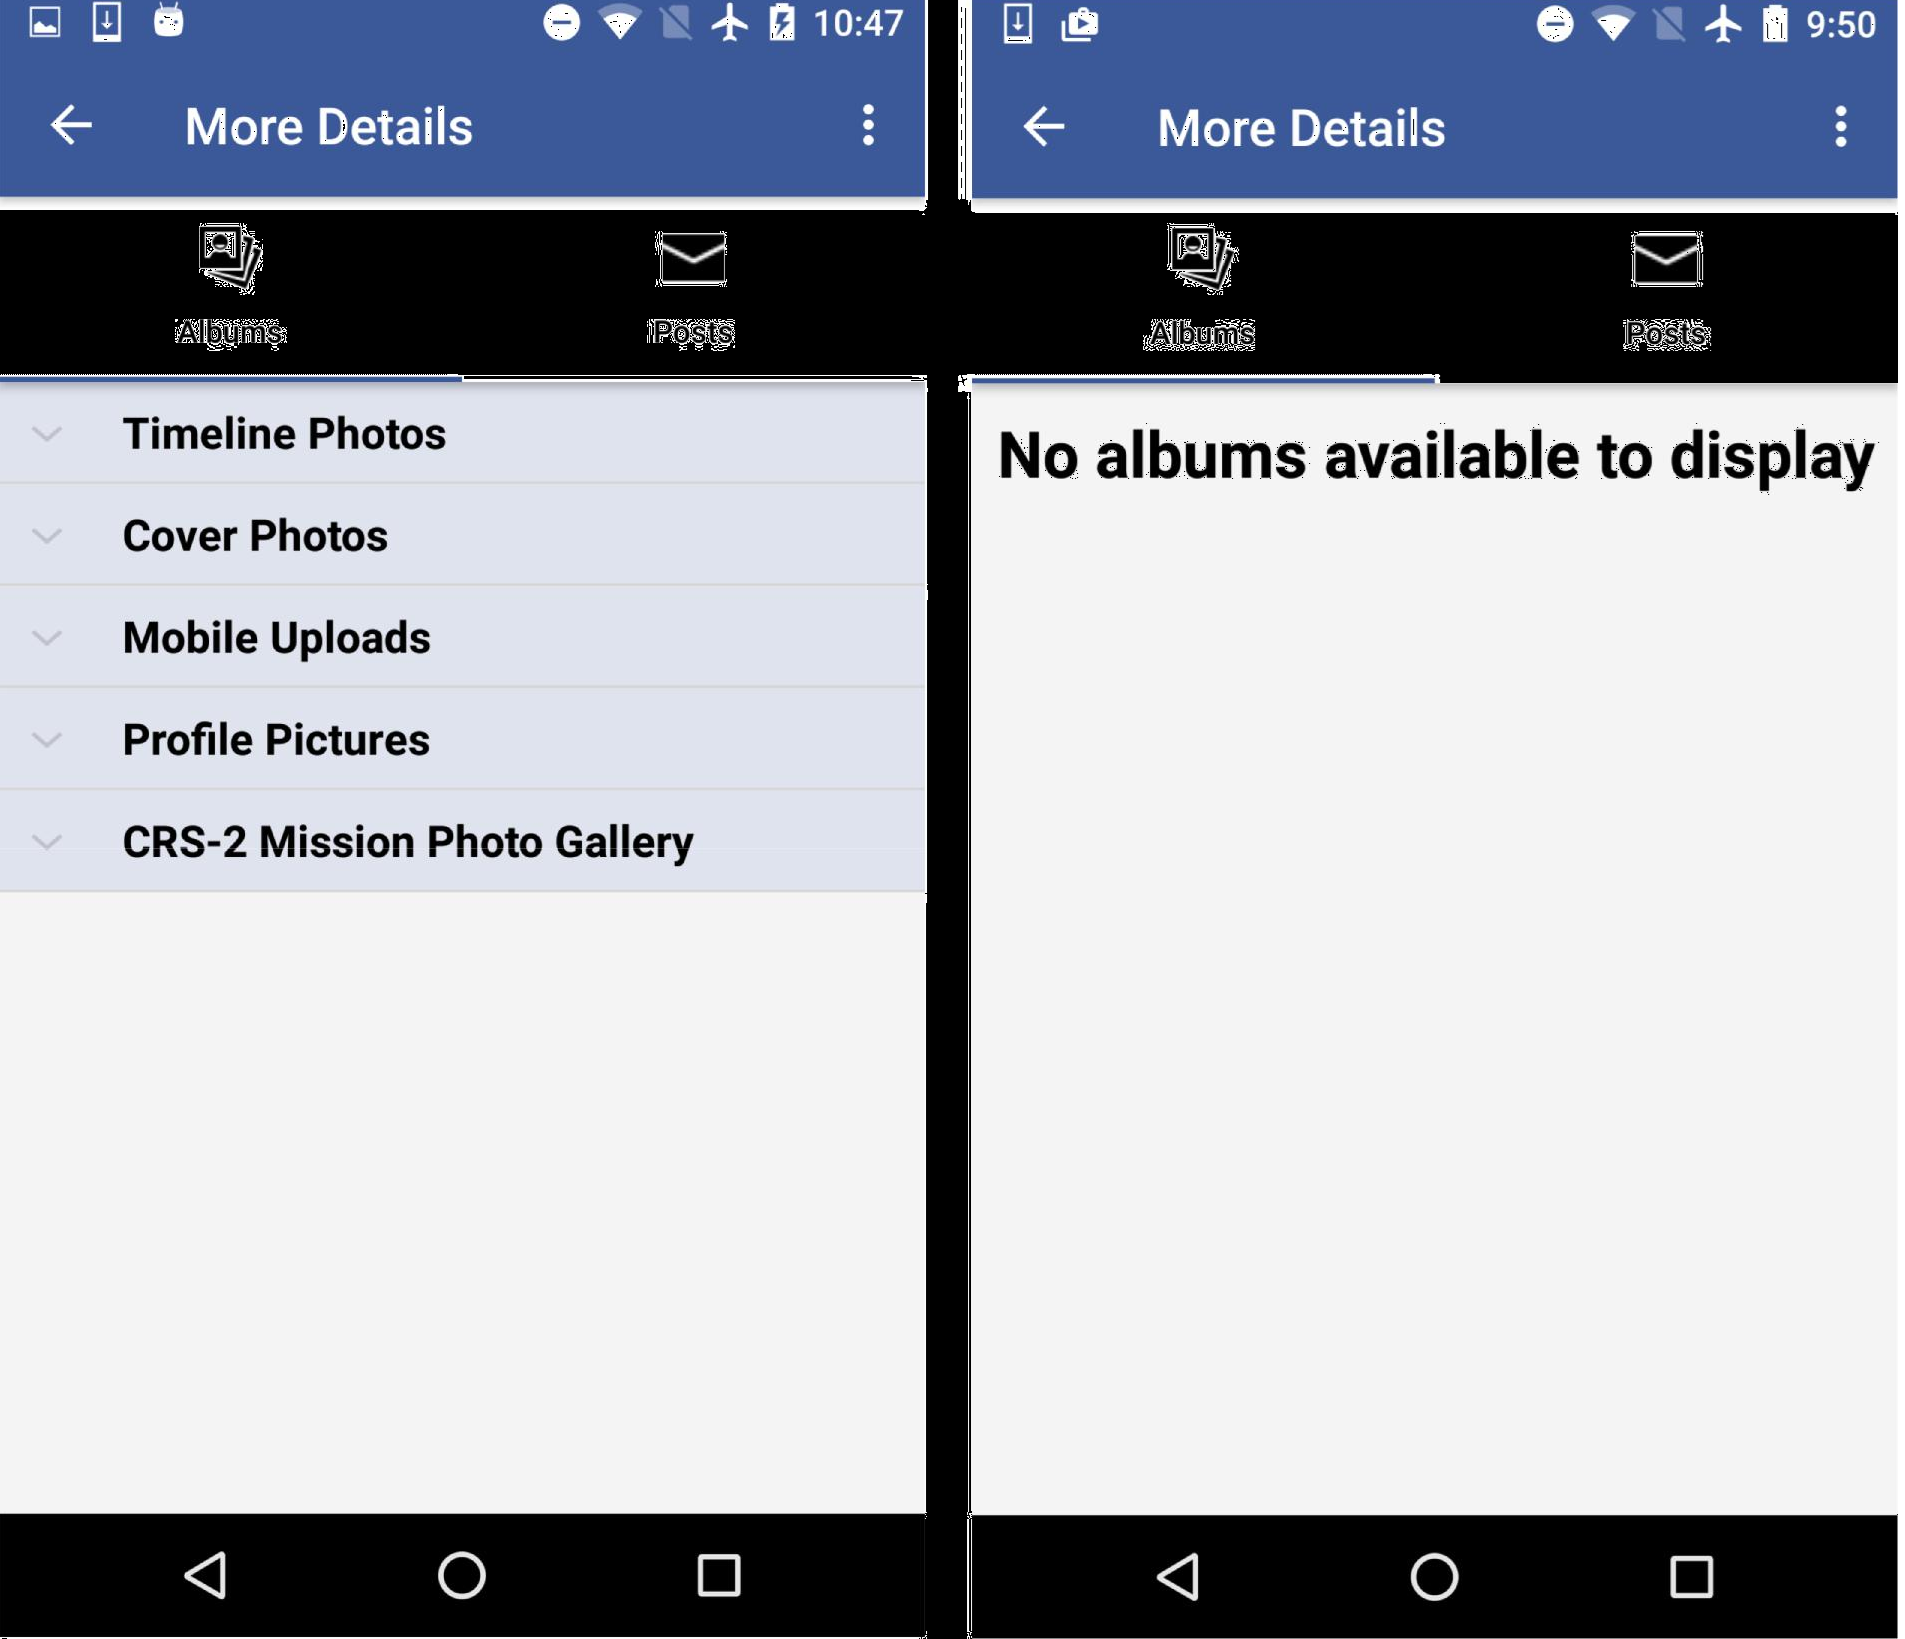 10:47
More Details
Albums
Posts
Timeline Photos
Cover Photos
Mobile Uploads
Profile Pictures
CRS-2 Mission Photo Gallery
9:50
More Details
Albums
Posts
No albums available to display